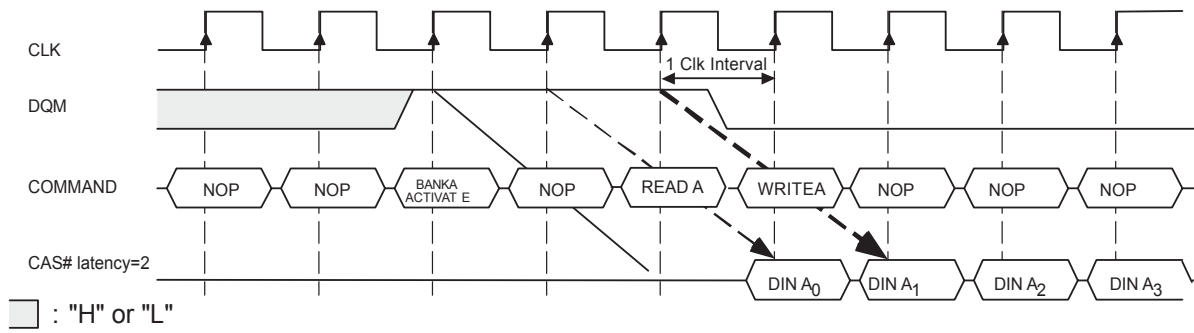 CLK
1 Clk Interval
DQM
COMMAND NOP NOP BANKA ACTIVAT E NOP READ A WRITEA NOP NOP NOP
CAS# latency=2 DIN A0 DIN A1 DIN A2 DIN A3
: "H" or "L"